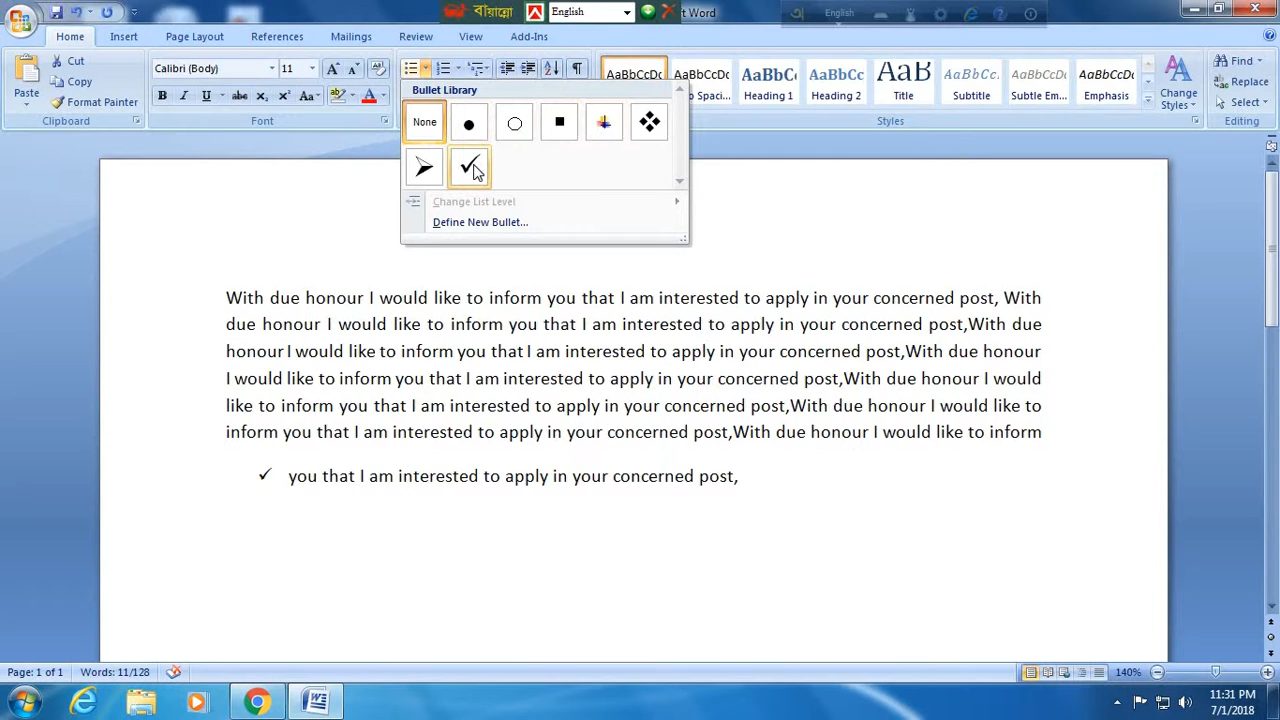 বায়ান্নো
English
rt Word
English
Home Insert Page Layout References Mailings Review View Add-Ins
Cut
Copy
Format Painter
Paste
Clipboard
Calibri (Body) 11
B I U abc X₂ X² Aa
Font
AaBbCcDc AaBbCcDc AaBbCc AaBbCc AaB AaBbCcL AaBbCcDc AaBbCcDc
o Spaci... Heading 1 Heading 2 Title Subtitle Subtle Em... Emphasis
Change
Styles
Styles
Find
Replace
Select
Editing
Bullet Library
None
Change List Level
Define New Bullet...
With due honour I would like to inform you that I am interested to apply in your concerned post, With
due honour I would like to inform you that I am interested to apply in your concerned post,With due
honour I would like to inform you that I am interested to apply in your concerned post,With due honour
I would like to inform you that I am interested to apply in your concerned post,With due honour I would
like to inform you that I am interested to apply in your concerned post,With due honour I would like to
inform you that I am interested to apply in your concerned post,With due honour I would like to inform
✓ you that I am interested to apply in your concerned post,
Page: 1 of 1 Words: 11/128 140%
11:31 PM
7/1/2018